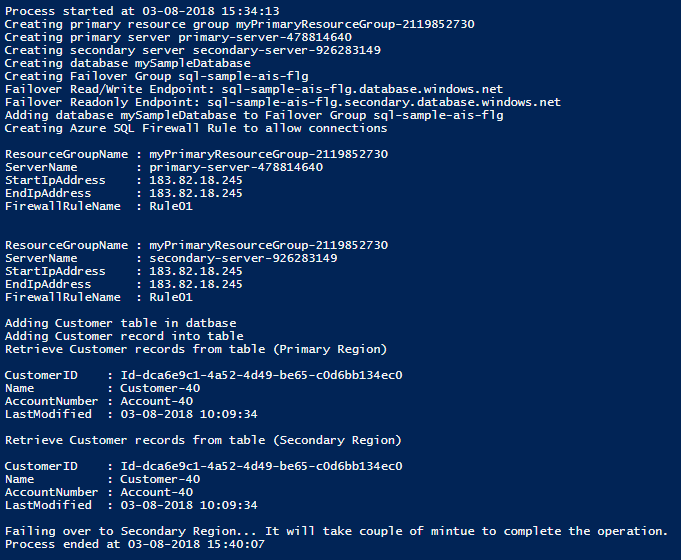 Process started at 03-08-2018 15:34:13
Creating primary resource group myPrimaryResourceGroup-2119852730
Creating primary server primary-server-478814640
Creating secondary server secondary-server-926283149
Creating database mySampleDatabase
Creating Failover Group sql-sample-ais-flg
Failover Read/Write Endpoint: sql-sample-ais-flg.database.windows.net
Failover Readonly Endpoint: sql-sample-ais-flg.secondary.database.windows.net
Adding database mySampleDatabase to Failover Group sql-sample-ais-flg
Creating Azure SQL Firewall Rule to allow connections
ResourceGroupName : myPrimaryResourceGroup-2119852730
ServerName : primary-server-478814640
StartIpAddress : 183.82.18.245
EndIpAddress : 183.82.18.245
FirewallRuleName : Rule01
ResourceGroupName : myPrimaryResourceGroup-2119852730
ServerName : secondary-server-926283149
StartIpAddress : 183.82.18.245
EndIpAddress : 183.82.18.245
FirewallRuleName : Rule01
Adding Customer table in datbase
Adding Customer record into table
Retrieve Customer records from table (Primary Region)
CustomerID : Id-dca6e9c1-4a52-4d49-be65-c0d6bb134ec0
Name : Customer-40
AccountNumber : Account-40
LastModified : 03-08-2018 10:09:34
Retrieve Customer records from table (Secondary Region)
CustomerID : Id-dca6e9c1-4a52-4d49-be65-c0d6bb134ec0
Name : Customer-40
AccountNumber : Account-40
LastModified : 03-08-2018 10:09:34
Failing over to Secondary Region... It will take couple of mintue to complete the operation.
Process ended at 03-08-2018 15:40:07